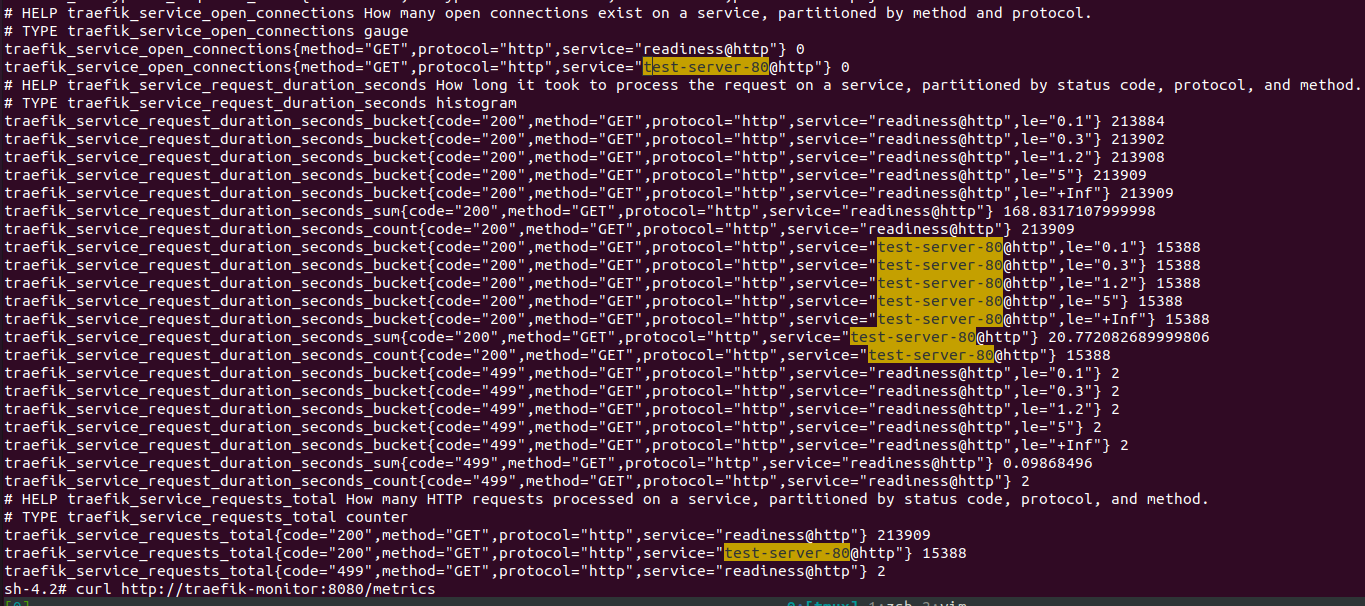 # HELP traefik_service_open_connections How many open connections exist on a service, partitioned by method and protocol.
# TYPE traefik_service_open_connections gauge
traefik_service_open_connections{method="GET",protocol="http",service="readiness@http"} 0
traefik_service_open_connections{method="GET",protocol="http",service="test-server-80@http"} 0
# HELP traefik_service_request_duration_seconds How long it took to process the request on a service, partitioned by status code, protocol, and method.
# TYPE traefik_service_request_duration_seconds histogram
traefik_service_request_duration_seconds_bucket{code="200",method="GET",protocol="http",service="readiness@http",le="0.1"} 213884
traefik_service_request_duration_seconds_bucket{code="200",method="GET",protocol="http",service="readiness@http",le="0.3"} 213902
traefik_service_request_duration_seconds_bucket{code="200",method="GET",protocol="http",service="readiness@http",le="1.2"} 213908
traefik_service_request_duration_seconds_bucket{code="200",method="GET",protocol="http",service="readiness@http",le="5"} 213909
traefik_service_request_duration_seconds_bucket{code="200",method="GET",protocol="http",service="readiness@http",le="+Inf"} 213909
traefik_service_request_duration_seconds_sum{code="200",method="GET",protocol="http",service="readiness@http"} 168.8317107999998
traefik_service_request_duration_seconds_count{code="200",method="GET",protocol="http",service="readiness@http"} 213909
traefik_service_request_duration_seconds_bucket{code="200",method="GET",protocol="http",service="test-server-80@http",le="0.1"} 15388
traefik_service_request_duration_seconds_bucket{code="200",method="GET",protocol="http",service="test-server-80@http",le="0.3"} 15388
traefik_service_request_duration_seconds_bucket{code="200",method="GET",protocol="http",service="test-server-80@http",le="1.2"} 15388
traefik_service_request_duration_seconds_bucket{code="200",method="GET",protocol="http",service="test-server-80@http",le="5"} 15388
traefik_service_request_duration_seconds_bucket{code="200",method="GET",protocol="http",service="test-server-80@http",le="+Inf"} 15388
traefik_service_request_duration_seconds_sum{code="200",method="GET",protocol="http",service="test-server-80@http"} 20.772082689999806
traefik_service_request_duration_seconds_count{code="200",method="GET",protocol="http",service="test-server-80@http"} 15388
traefik_service_request_duration_seconds_bucket{code="499",method="GET",protocol="http",service="readiness@http",le="0.1"} 2
traefik_service_request_duration_seconds_bucket{code="499",method="GET",protocol="http",service="readiness@http",le="0.3"} 2
traefik_service_request_duration_seconds_bucket{code="499",method="GET",protocol="http",service="readiness@http",le="1.2"} 2
traefik_service_request_duration_seconds_bucket{code="499",method="GET",protocol="http",service="readiness@http",le="5"} 2
traefik_service_request_duration_seconds_bucket{code="499",method="GET",protocol="http",service="readiness@http",le="+Inf"} 2
traefik_service_request_duration_seconds_sum{code="499",method="GET",protocol="http",service="readiness@http"} 0.09868496
traefik_service_request_duration_seconds_count{code="499",method="GET",protocol="http",service="readiness@http"} 2
# HELP traefik_service_requests_total How many HTTP requests processed on a service, partitioned by status code, protocol, and method.
# TYPE traefik_service_requests_total counter
traefik_service_requests_total{code="200",method="GET",protocol="http",service="readiness@http"} 213909
traefik_service_requests_total{code="200",method="GET",protocol="http",service="test-server-80@http"} 15388
traefik_service_requests_total{code="499",method="GET",protocol="http",service="readiness@http"} 2
sh-4.2# curl http://traefik-monitor:8080/metrics